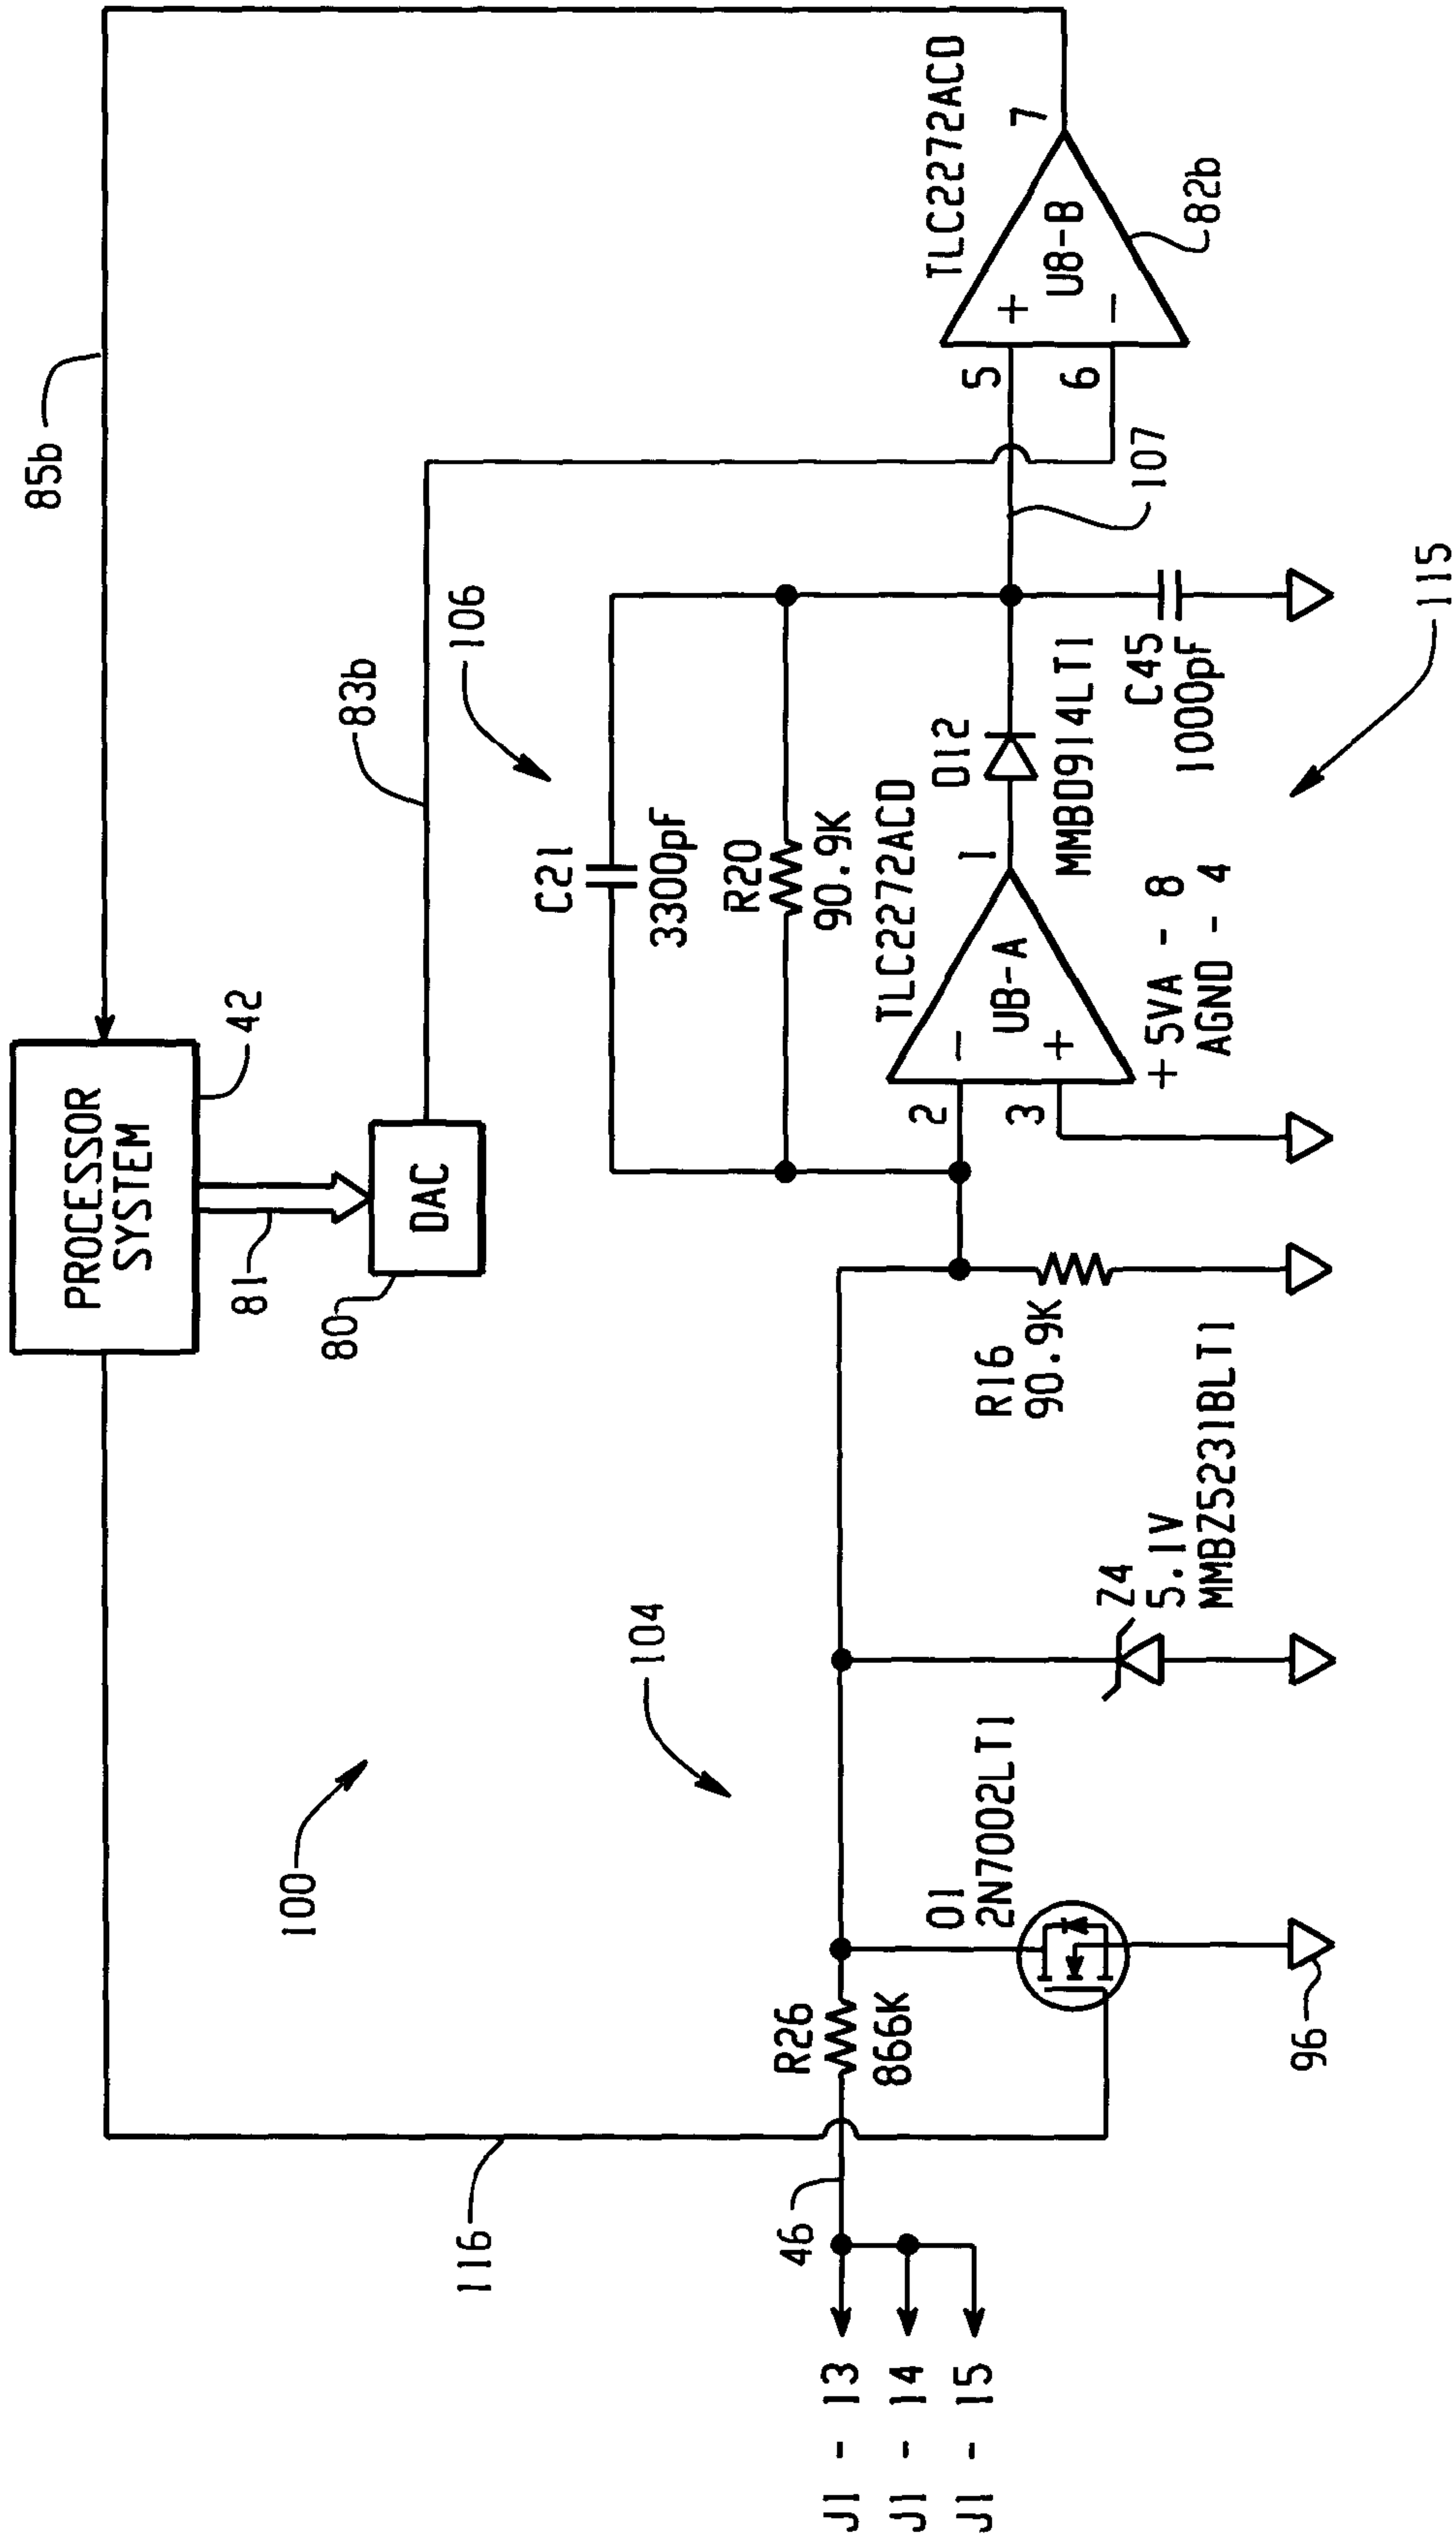 PROCESSOR
SYSTEM
42
81
80
DAC
85b
83b
106
C21
3300pF
R20
90.9K
TLC2272ACD
UB-A
2
3
1
+5VA - 8
AGND - 4
D12
MMBD914LT1
C45
1000pF
107
5
6
TLC2272ACD
U8-B
7
82b
115
R16
90.9K
Z4
5.1V
MMBZ5231BLT1
104
100
Q1
2N7002LT1
96
R26
866K
116
46
J1 - 13
J1 - 14
J1 - 15